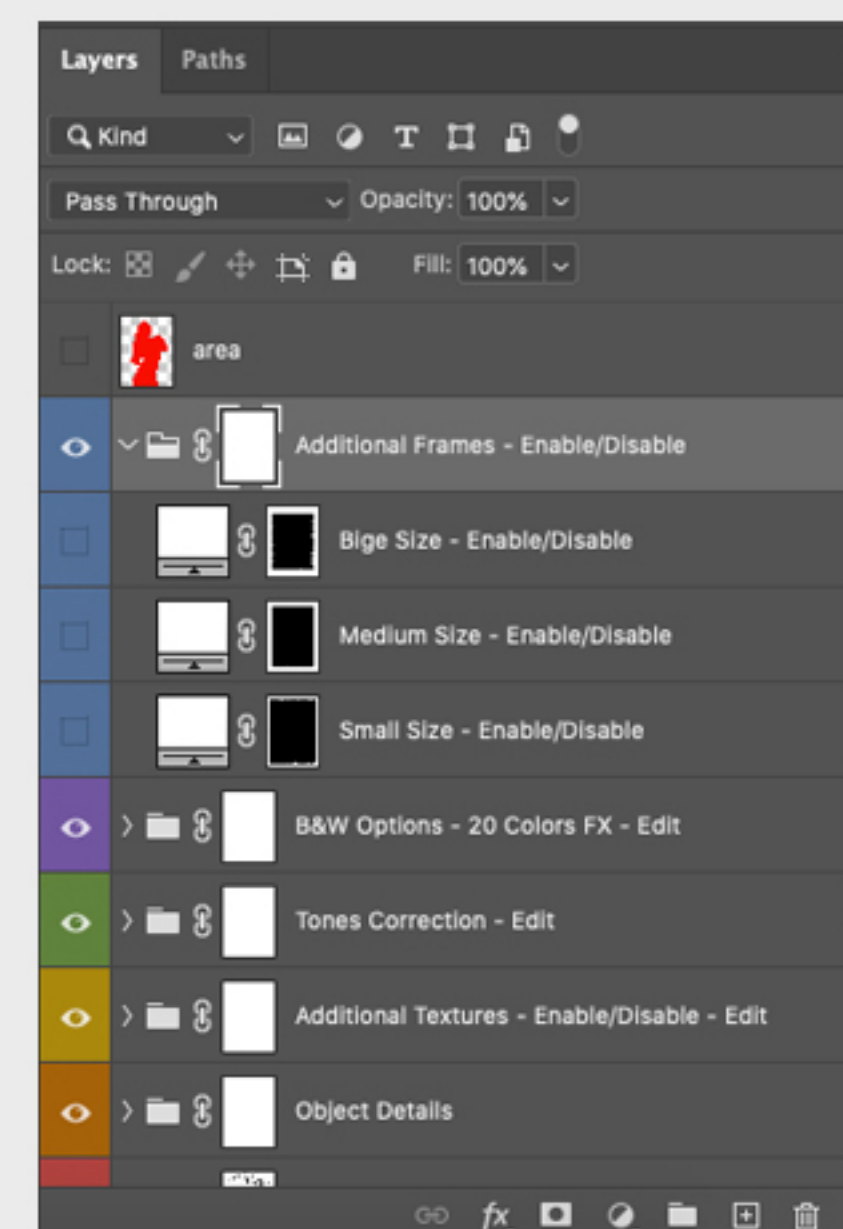 Layers Paths
Kind
Pass Through Opacity: 100%
Lock: Fill: 100%
area
Additional Frames - Enable/Disable
Bige Size - Enable/Disable
Medium Size - Enable/Disable
Small Size - Enable/Disable
B&W Options - 20 Colors FX - Edit
Tones Correction - Edit
Additional Textures - Enable/Disable - Edit
Object Details
fx